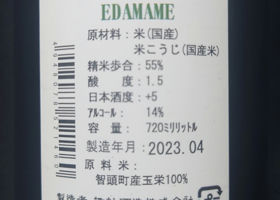 EDAMAME
原材料：米（国産）
米こうじ（国産米）
精米歩合：55%
酸　度：1.5
日本酒度：+5
アルコール：14%
容　量：720ミリリットル
製造年月：2023.04
原料米：
智頭町産玉栄100%
製造者